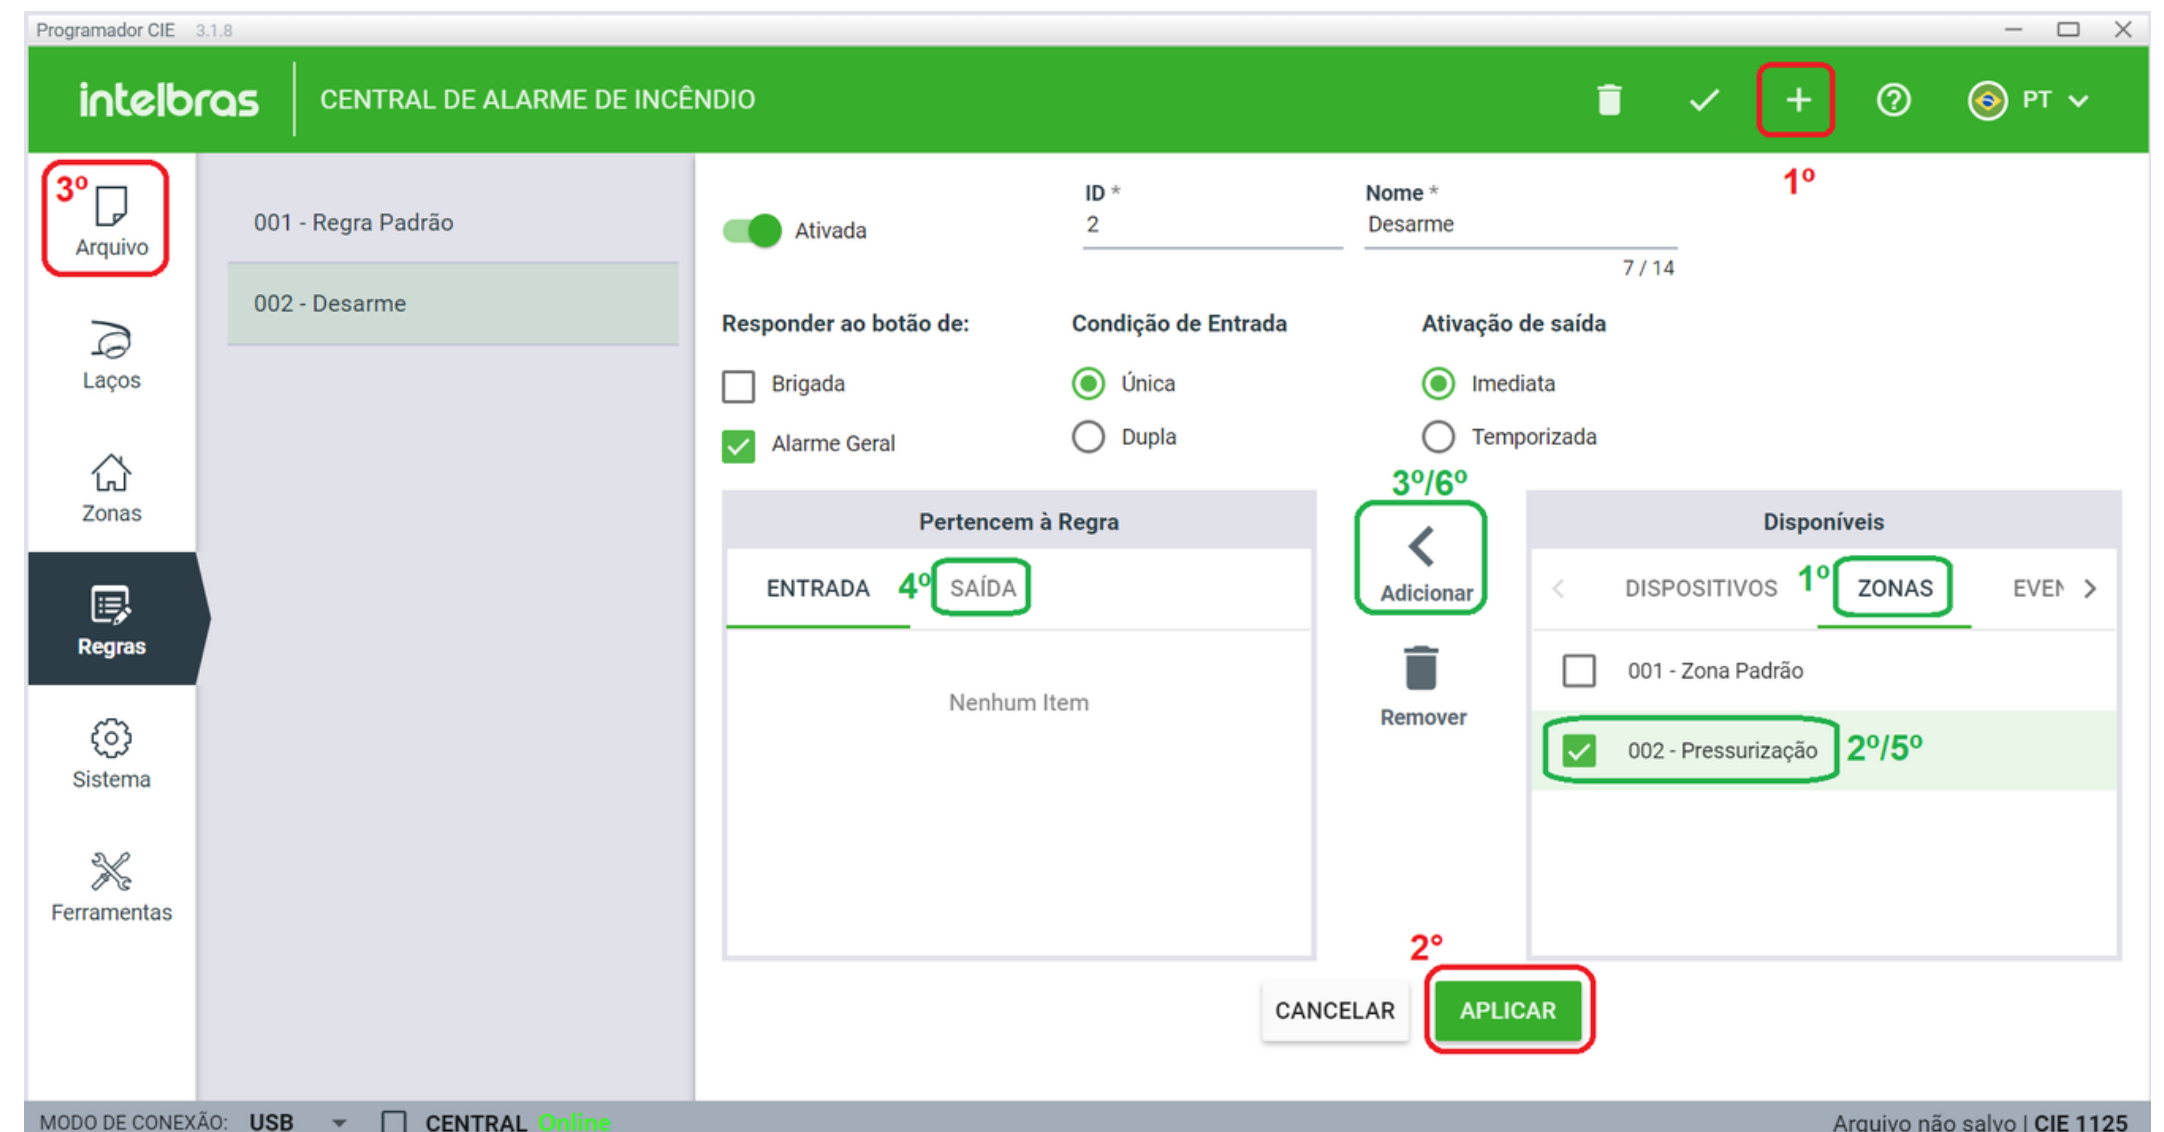 Programador CIE 3.1.8
intelbras
CENTRAL DE ALARME DE INCÊNDIO
PT
1º
3º
Arquivo
Laços
Zonas
Regras
Sistema
Ferramentas
001 - Regra Padrão
002 - Desarme
Ativada
ID *
2
Nome *
Desarme
7 / 14
Responder ao botão de:
Brigada
Alarme Geral
Condição de Entrada
Única
Dupla
Ativação de saída
Imediata
Temporizada
Pertencem à Regra
ENTRADA 4º SAÍDA
Nenhum Item
3º/6º
Adicionar
Remover
Disponíveis
DISPOSITIVOS 1º ZONAS EVEN
001 - Zona Padrão
002 - Pressurização 2º/5º
2°
CANCELAR APLICAR
MODO DE CONEXÃO: USB CENTRAL Online
Arquivo não salvo | CIE 1125